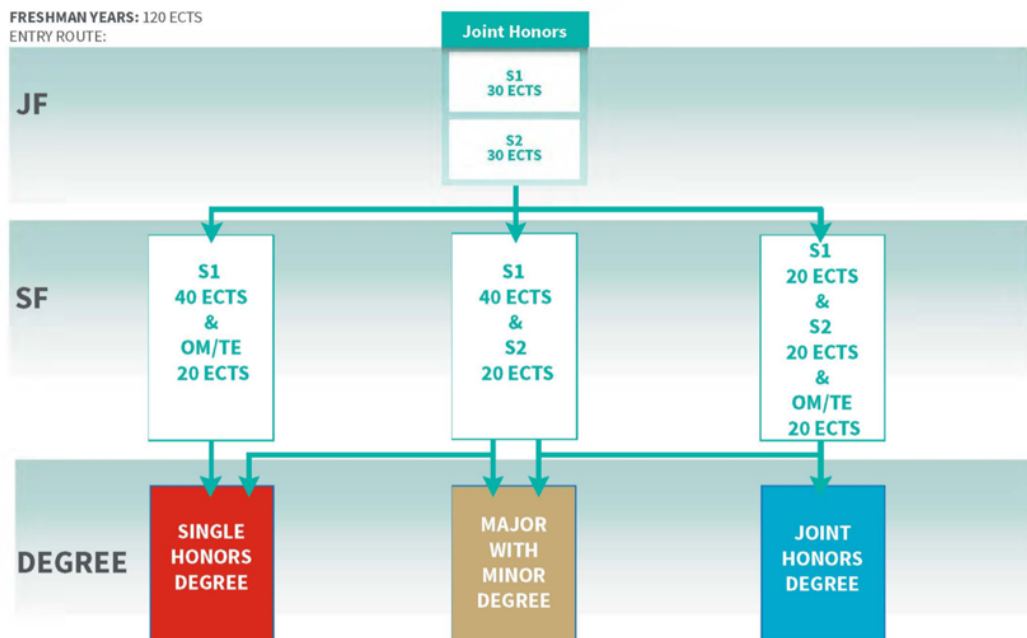 FRESHMAN YEARS: 120 ECTS
ENTRY ROUTE:
Joint Honors
JF
S1
30 ECTS
S2
30 ECTS
SF
S1
40 ECTS
&
OM/TE
20 ECTS
S1
40 ECTS
&
S2
20 ECTS
S1
20 ECTS
&
S2
20 ECTS
&
OM/TE
20 ECTS
DEGREE
SINGLE
HONORS
DEGREE
MAJOR
WITH
MINOR
DEGREE
JOINT
HONORS
DEGREE